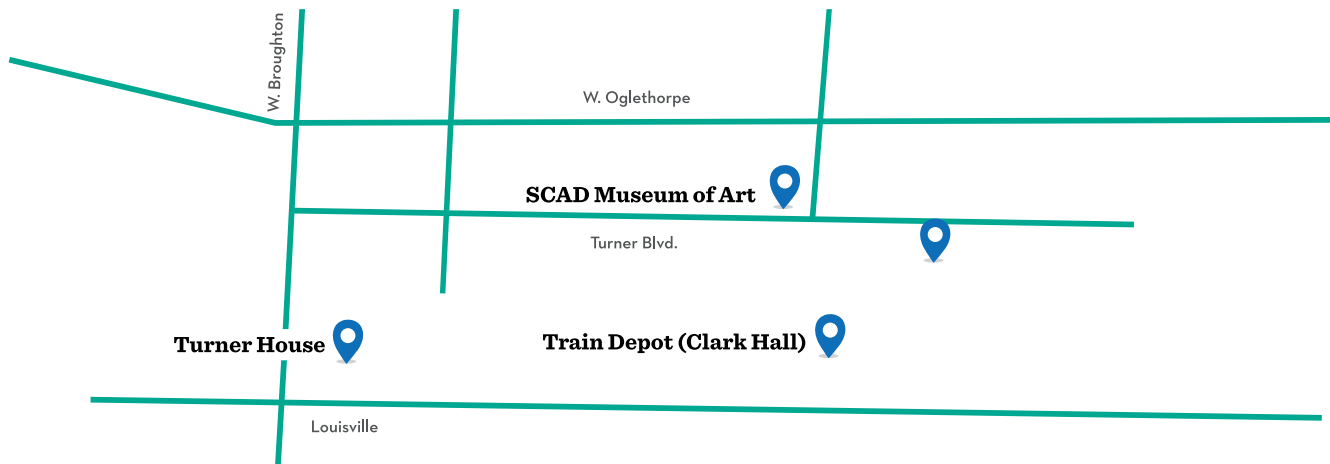 W. Broughton
W. Oglethorpe
SCAD Museum of Art
Turner Blvd.
Turner House
Train Depot (Clark Hall)
Louisville